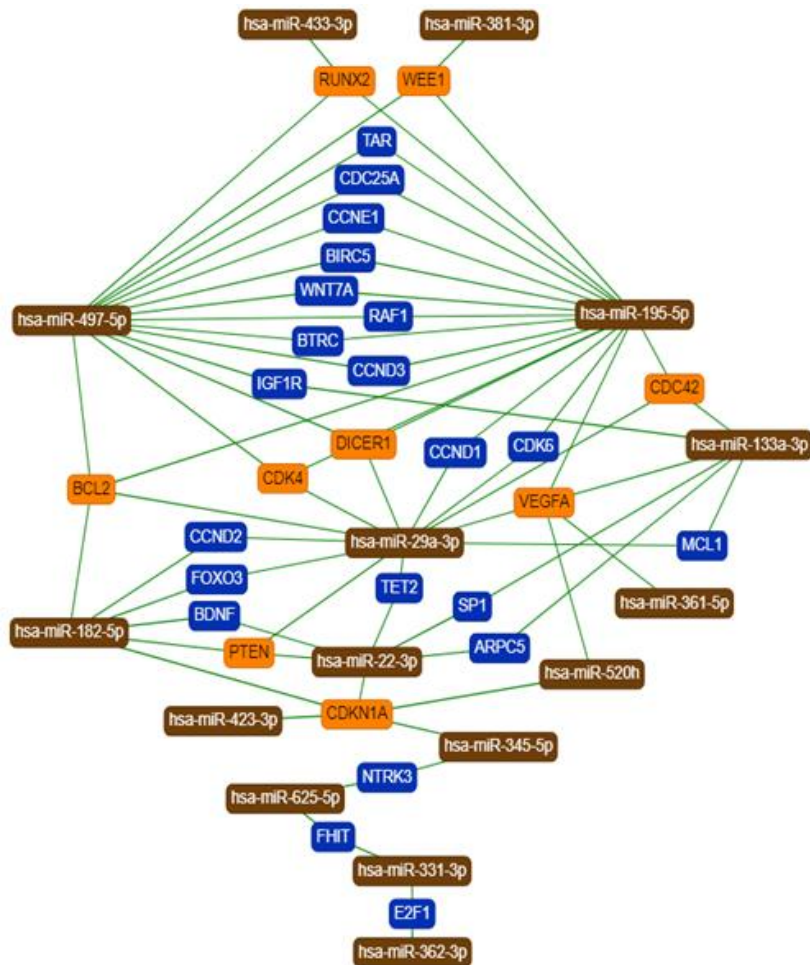 hsa-miR-433-3p
hsa-miR-381-3p
RUNX2
WEE1
TAR
CDC25A
CCNE1
BIRC5
WNT7A
hsa-miR-497-5p
RAF1
hsa-miR-195-5p
BTRC
CCND3
IGF1R
CDC42
DICER1
CCND1
CDK6
hsa-miR-133a-3p
BCL2
CDK4
VEGFA
CCND2
hsa-miR-29a-3p
MCL1
FOXO3
TET2
SP1
hsa-miR-361-5p
BDNF
hsa-miR-182-5p
PTEN
hsa-miR-22-3p
ARPC5
hsa-miR-520h
hsa-miR-423-3p
CDKN1A
hsa-miR-345-5p
NTRK3
hsa-miR-625-5p
FHIT
hsa-miR-331-3p
E2F1
hsa-miR-362-3p